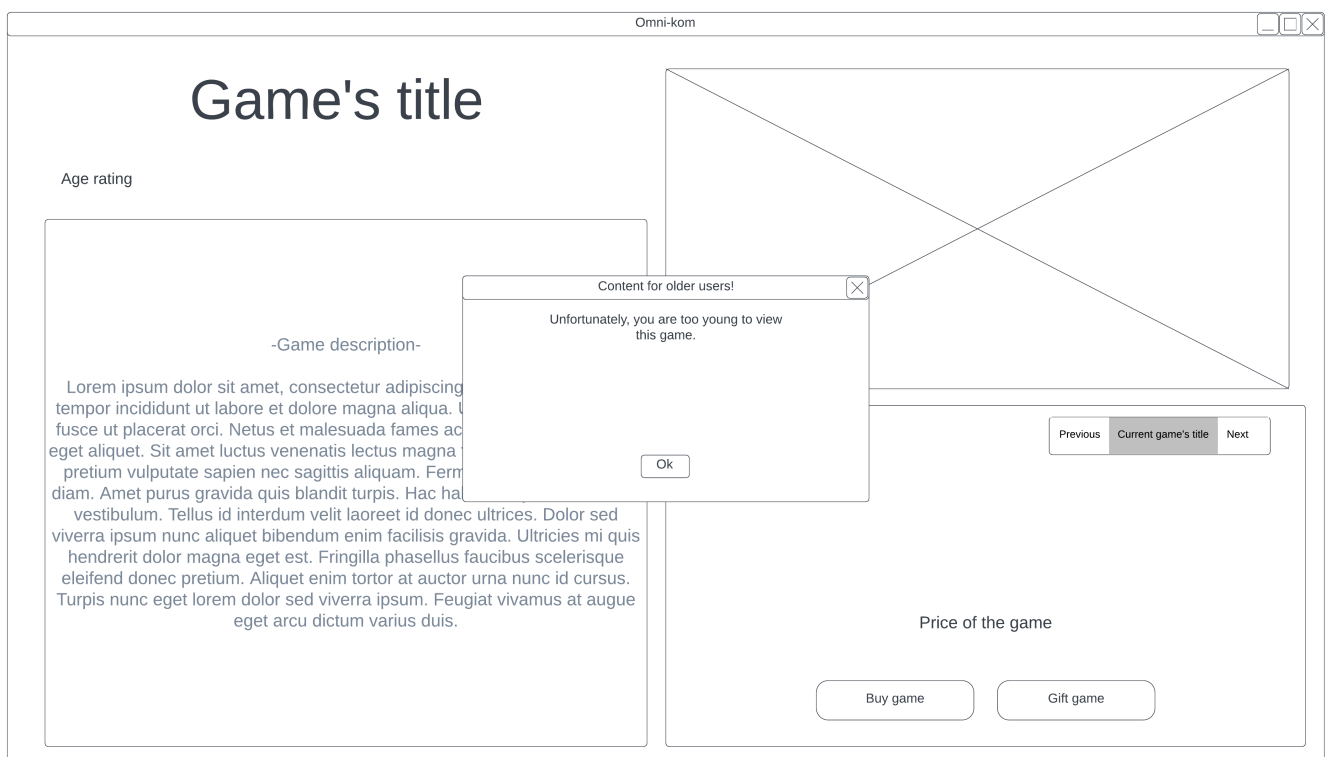 Omni-kom
Game's title
Age rating
-Game description-
Lorem ipsum dolor sit amet, consectetur adipiscing
tempor incididunt ut labore et dolore magna aliqua.
fusce ut placerat orci. Netus et malesuada fames ac
eget aliquet. Sit amet luctus venenatis lectus magna
pretium vulputate sapien nec sagittis aliquam.
diam. Amet purus gravida quis blandit turpis. Hac
vestibulum. Tellus id interdum velit laoreet id donec ultrices. Dolor sed
viverra ipsum nunc aliquet bibendum enim facilisis gravida. Ultricies mi quis
hendrerit dolor magna eget est. Fringilla phasellus faucibus scelerisque
eleifend donec pretium. Aliquet enim tortor at auctor urna nunc id cursus.
Turpis nunc eget lorem dolor sed viverra ipsum. Feugiat vivamus at augue
eget arcu dictum varius duis.
Content for older users!
Unfortunately, you are too young to view
this game.
Ok
Previous
Current game's title
Next
Price of the game
Buy game
Gift game